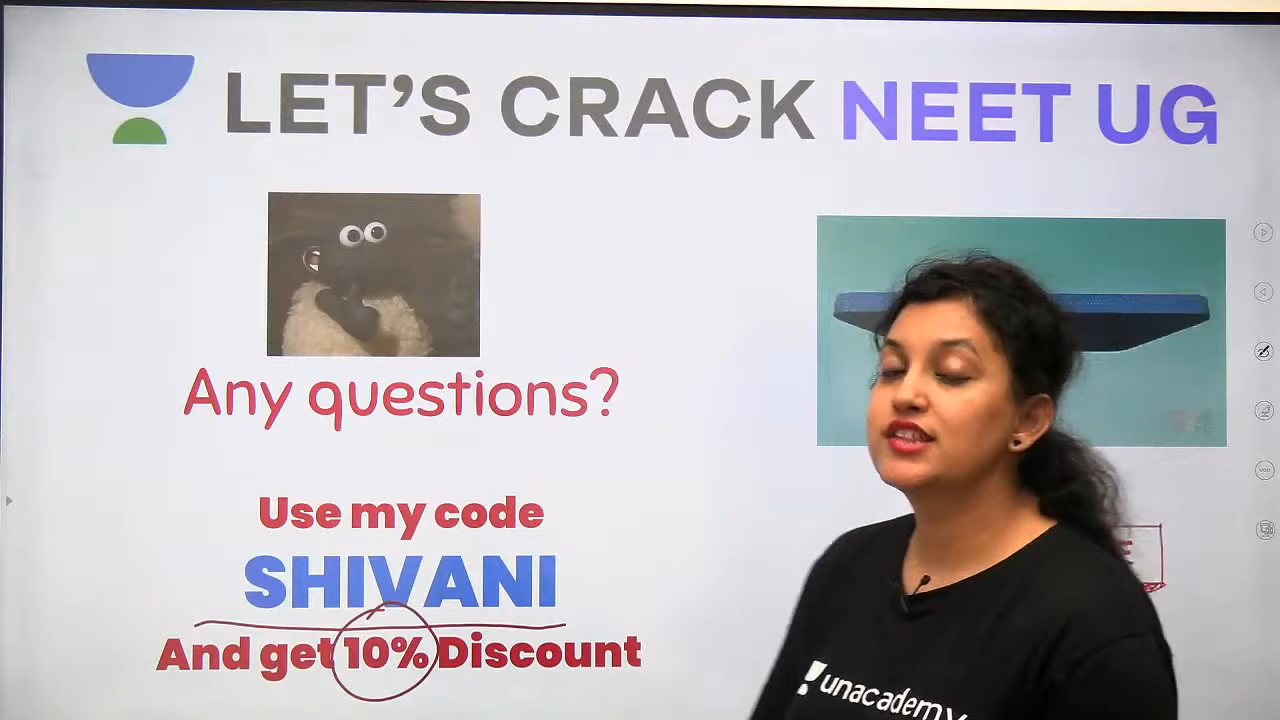 LET'S CRACK NEET UG
Any questions?
Use my code
SHIVANI
And get 10% Discount
unacademy